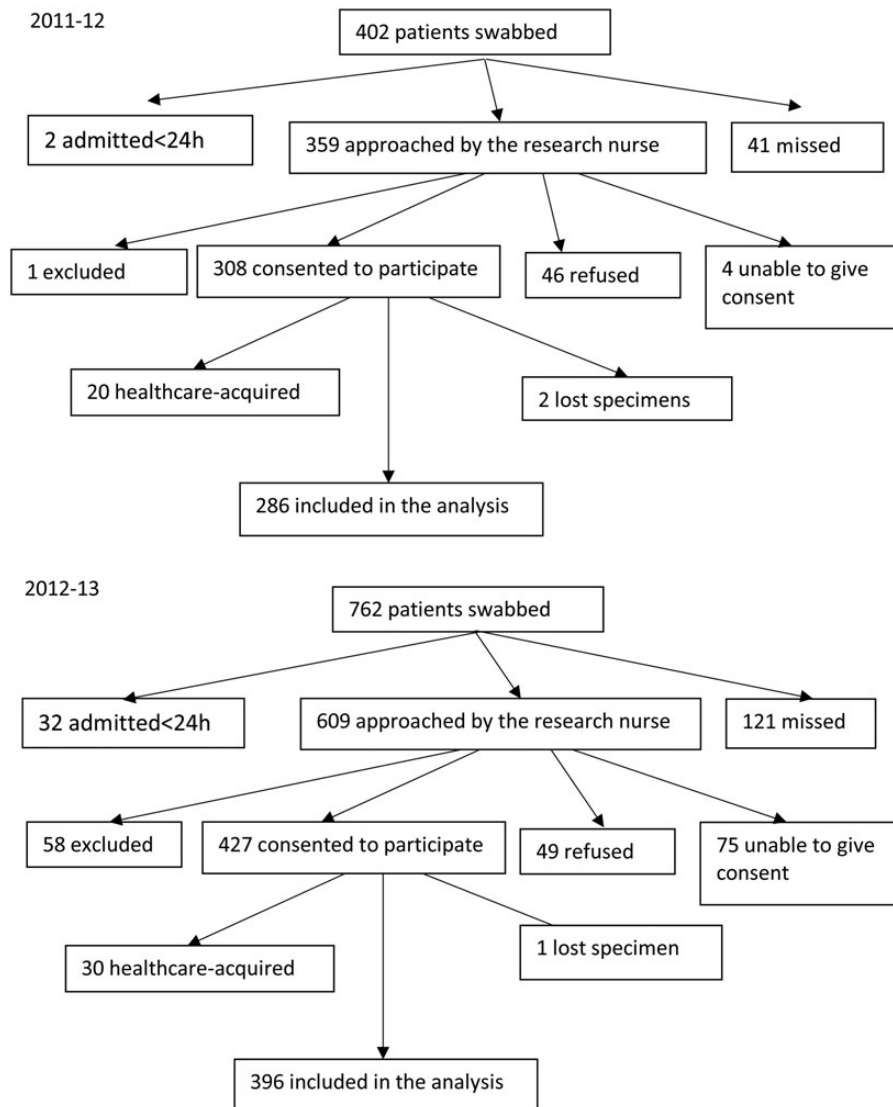 2011-12
402 patients swabbed
2 admitted<24h
359 approached by the research nurse
41 missed
1 excluded
308 consented to participate
46 refused
4 unable to give
consent
20 healthcare-acquired
2 lost specimens
286 included in the analysis
2012-13
762 patients swabbed
32 admitted<24h
609 approached by the research nurse
121 missed
58 excluded
427 consented to participate
49 refused
75 unable to give
consent
30 healthcare-acquired
1 lost specimen
396 included in the analysis